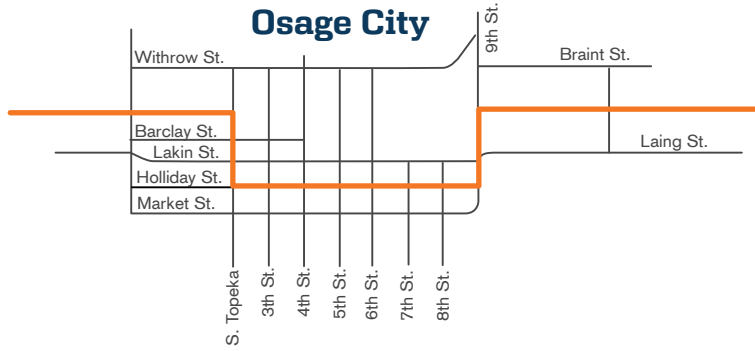 Osage City
9th St.
Withrow St.
Braint St.
Barclay St.
Laing St.
Lakin St.
Holliday St.
Market St.
S. Topeka
3th St.
4th St.
5th St.
6th St.
7th St.
8th St.